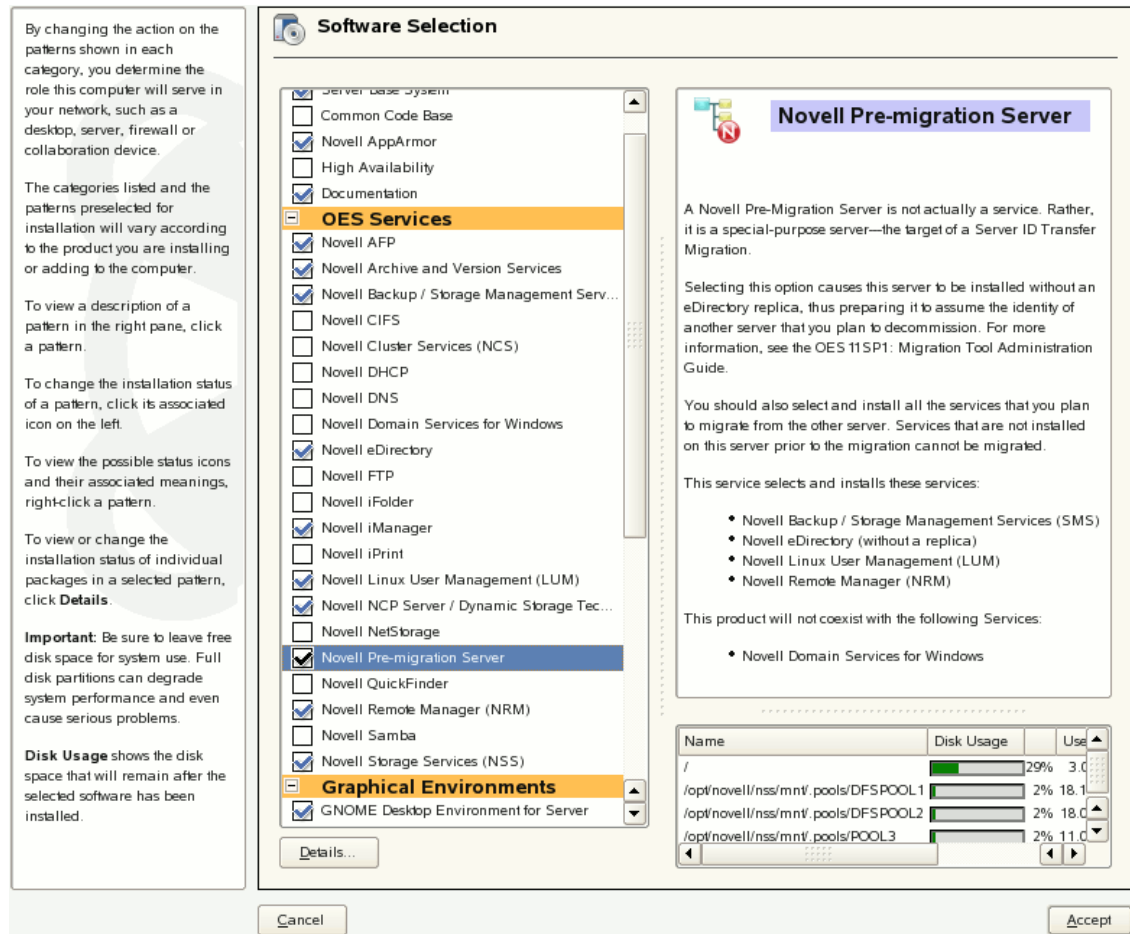 By changing the action on the
patterns shown in each
category, you determine the
role this computer will serve in
your network, such as a
desktop, server, firewall or
collaboration device.
The categories listed and the
patterns preselected for
installation will vary according
to the product you are installing
or adding to the computer.
To view a description of a
pattern in the right pane, click
a pattern.
To change the installation status
of a pattern, click its associated
icon on the left.
To view the possible status icons
and their associated meanings,
right-click a pattern.
To view or change the
installation status of individual
packages in a selected pattern,
click Details.
Important: Be sure to leave free
disk space for system use. Full
disk partitions can degrade
system performance and even
cause serious problems.
Disk Usage shows the disk
space that will remain after the
selected software has been
installed.
Software Selection
Server Base System
Common Code Base
Novell AppArmor
High Availability
Documentation
OES Services
Novell AFP
Novell Archive and Version Services
Novell Backup / Storage Management Serv...
Novell CIFS
Novell Cluster Services (NCS)
Novell DHCP
Novell DNS
Novell Domain Services for Windows
Novell eDirectory
Novell FTP
Novell iFolder
Novell iManager
Novell iPrint
Novell Linux User Management (LUM)
Novell NCP Server / Dynamic Storage Tec...
Novell NetStorage
Novell Pre-migration Server
Novell QuickFinder
Novell Remote Manager (NRM)
Novell Samba
Novell Storage Services (NSS)
Graphical Environments
GNOME Desktop Environment for Server
Details...
N
Novell Pre-migration Server
A Novell Pre-Migration Server is not actually a service. Rather,
it is a special-purpose server—the target of a Server ID Transfer
Migration.
Selecting this option causes this server to be installed without an
eDirectory replica, thus preparing it to assume the identity of
another server that you plan to decommission. For more
information, see the OES 11SP1: Migration Tool Administration
Guide.
You should also select and install all the services that you plan
to migrate from the other server. Services that are not installed
on this server prior to the migration cannot be migrated.
This service selects and installs these services:
• Novell Backup / Storage Management Services (SMS)
• Novell eDirectory (without a replica)
• Novell Linux User Management (LUM)
• Novell Remote Manager (NRM)
This product will not coexist with the following Services:
• Novell Domain Services for Windows
Name Disk Usage Use
/ 29% 3.0
/opt/novell/nss/mnt/.pools/DFSPOOL1 2% 18.1
/opt/novell/nss/mnt/.pools/DFSPOOL2 2% 18.0
/opt/novell/nss/mnt/.pools/POOL3 2% 11.0
Cancel
Accept